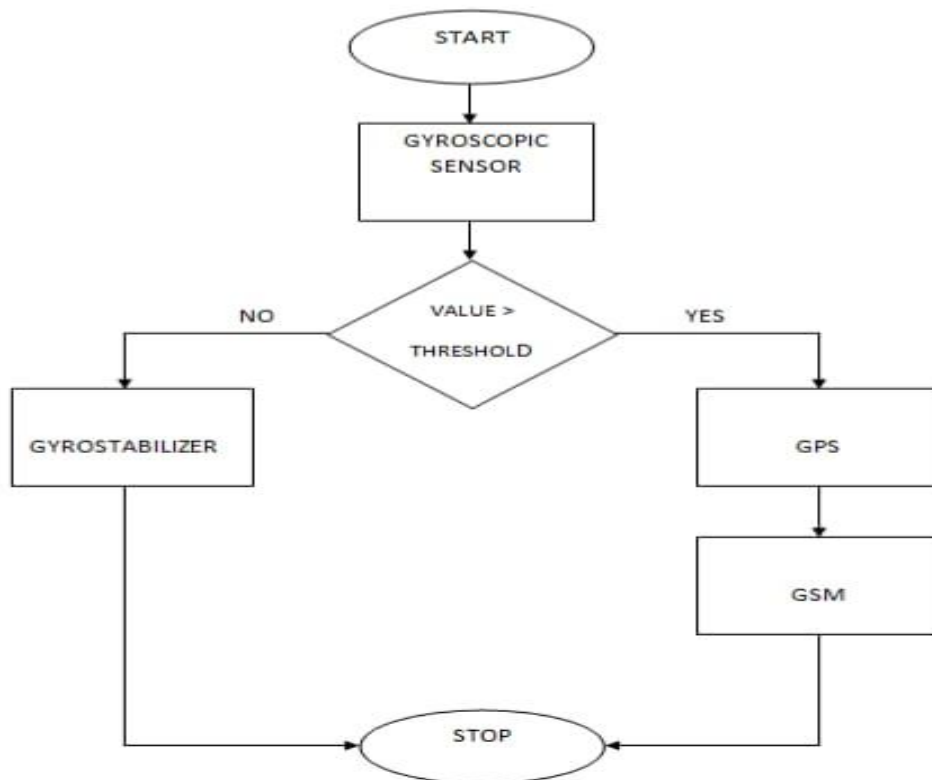 START
GYROSCOPIC
SENSOR
VALUE >
THRESHOLD
NO
YES
GYROSTABILIZER
GPS
GSM
STOP